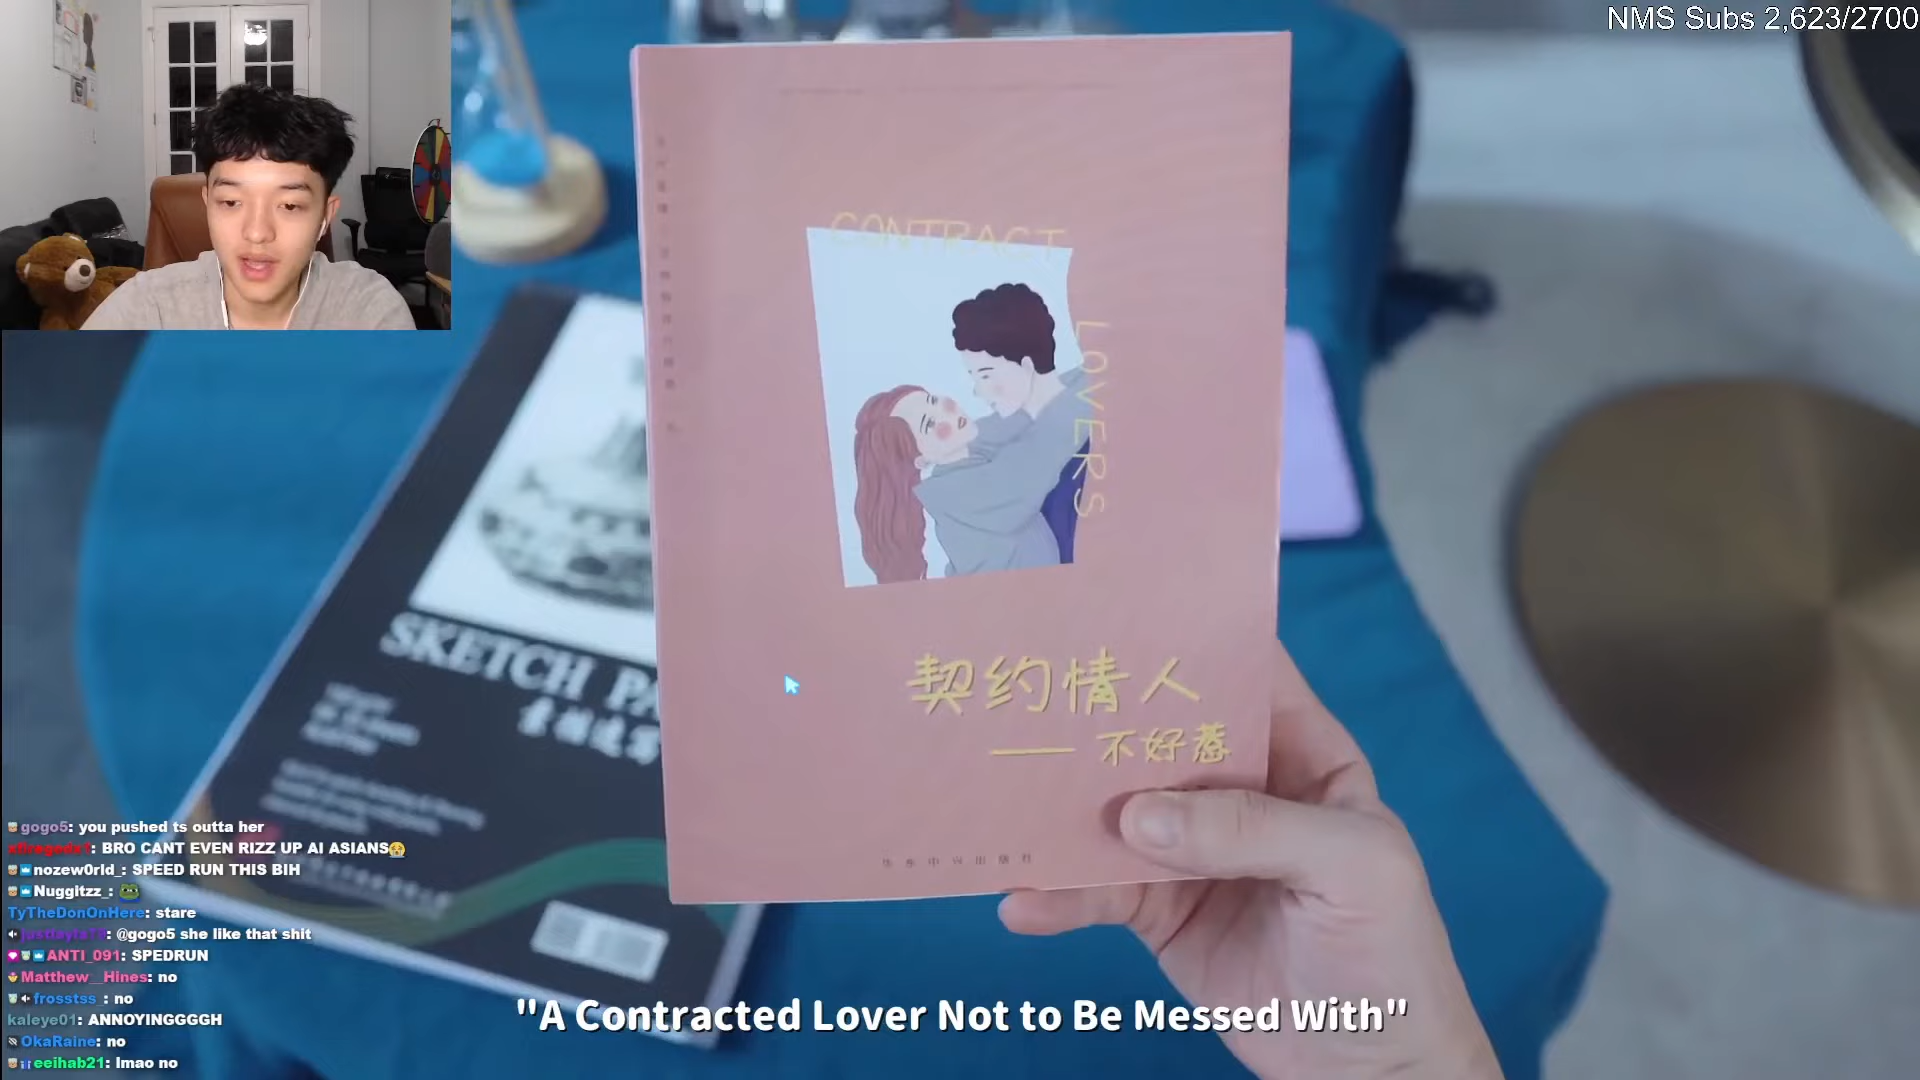 NMS Subs 2,623/2700
CONTRACT
LOVERS
契约情人
—— 不好惹
SKETCH
gogo5: you pushed ts outta her
BRO CANT EVEN RIZZ UP AI ASIANS
nozew0rld_: SPEED RUN THIS BIH
Nuggitzz_:
TyTheDonOnHere: stare
@gogo5 she like that shit
ANTI_091: SPEDRUN
Matthew__Hines: no
frosstss_: no
kaleye01: ANNOYINGGGGH
OkaRaine: no
eeihab21: lmao no
"A Contracted Lover Not to Be Messed With"